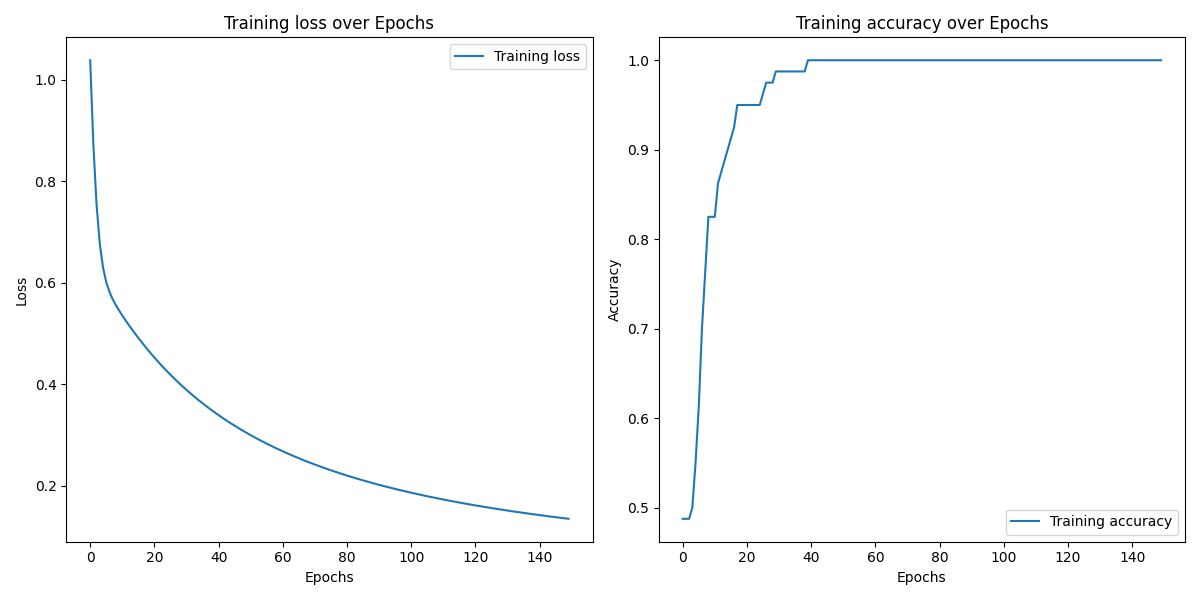 Training loss over Epochs
Training loss
1.0
0.8
0.6
0.4
0.2
Loss
0 20 40 60 80 100 120 140
Epochs
Training accuracy over Epochs
1.0
0.9
0.8
0.7
0.6
0.5
Accuracy
Training accuracy
0 20 40 60 80 100 120 140
Epochs